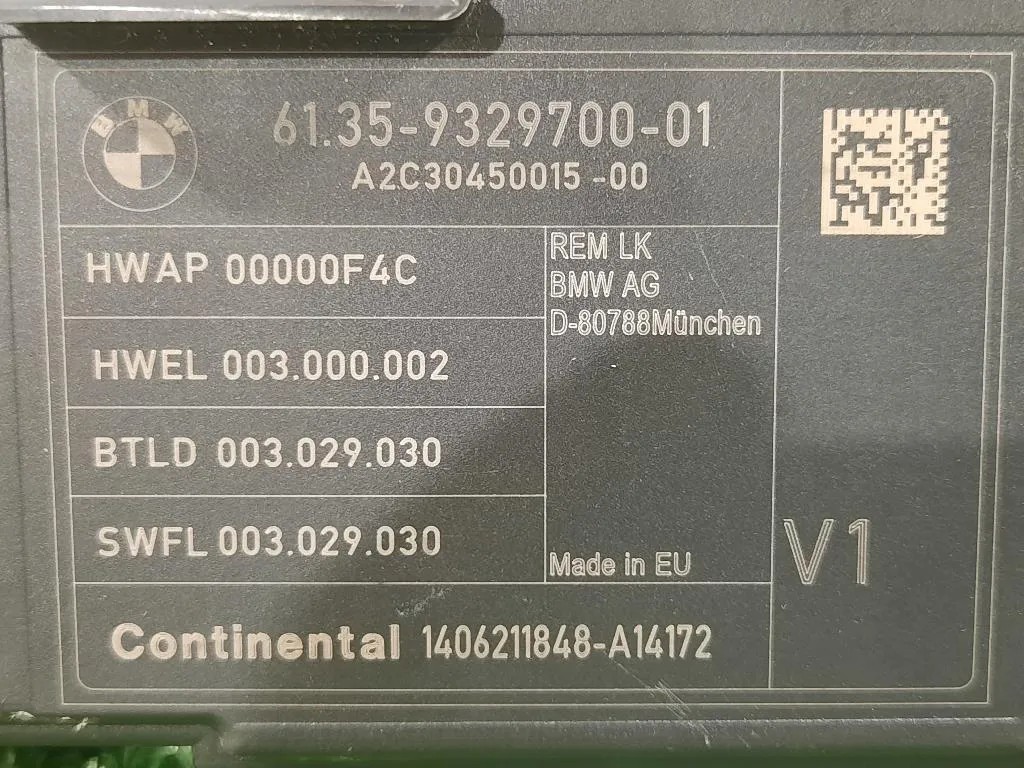 BMW
61.35-9329700-01
A2C30450015 -00
HWAP 00000F4C
REM LK
BMW AG
D-80788München
HWEL 003.000.002
BTLD 003.029.030
SWFL 003.029.030
Made in EU
V1
Continental 1406211848-A14172